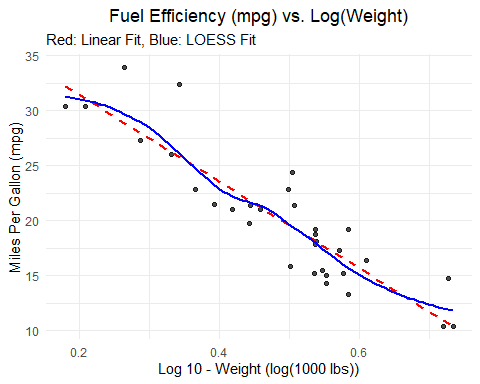 Fuel Efficiency (mpg) vs. Log(Weight)
Red: Linear Fit, Blue: LOESS Fit
35
30
25
20
15
10
Miles Per Gallon (mpg)
0.2 0.4 0.6
Log 10 - Weight (log(1000 lbs))